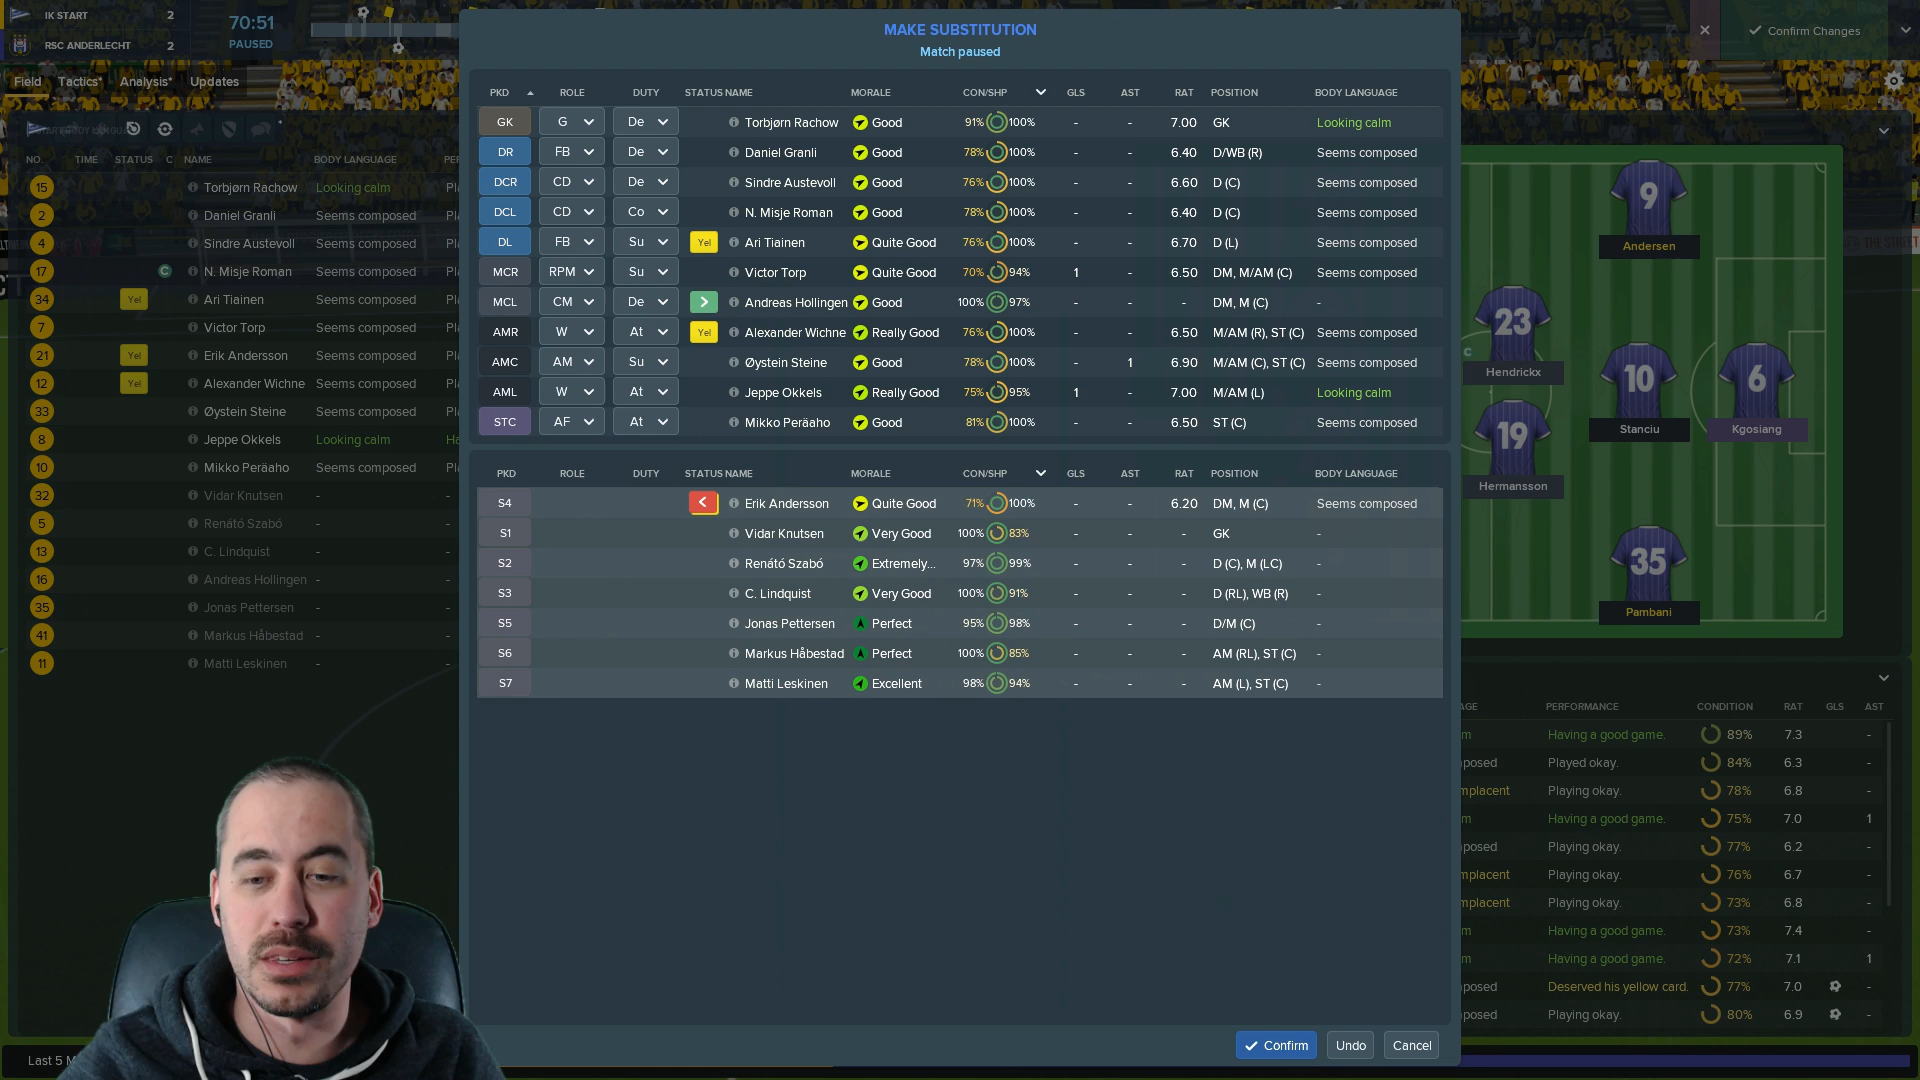 IK START 2
RSC ANDERLECHT 2
70:51
PAUSED
Field Tactics* Analysis* Updates
NO. TIME STATUS C NAME BODY LANGUAGE
15 Torbjørn Rachow Looking calm
2 Daniel Granli Seems composed
4 Sindre Austevoll Seems composed
17 C N. Misje Roman Seems composed
34 Yel Ari Tiainen Seems composed
7 Victor Torp Seems composed
21 Yel Erik Andersson Seems composed
12 Yel Alexander Wichne Seems composed
33 Øystein Steine Seems composed
8 Jeppe Okkels Looking calm
10 Mikko Peräaho Seems composed
32 Vidar Knutsen -
5 Renátó Szabó -
13 C. Lindquist -
16 Andreas Hollingen -
35 Jonas Pettersen -
41 Markus Håbestad -
11 Matti Leskinen -
Last 5 M
MAKE SUBSTITUTION
Match paused
PKD ROLE DUTY STATUS NAME MORALE CON/SHP GLS AST RAT POSITION BODY LANGUAGE
GK G De Torbjørn Rachow Good 91% 100% - - 7.00 GK Looking calm
DR FB De Daniel Granli Good 78% 100% - - 6.40 D/WB (R) Seems composed
DCR CD De Sindre Austevoll Good 76% 100% - - 6.60 D (C) Seems composed
DCL CD Co N. Misje Roman Good 78% 100% - - 6.40 D (C) Seems composed
DL FB Su Yel Ari Tiainen Quite Good 76% 100% - - 6.70 D (L) Seems composed
MCR RPM Su Victor Torp Quite Good 70% 94% 1 - 6.50 DM, M/AM (C) Seems composed
MCL CM De Andreas Hollingen Good 100% 97% - - - DM, M (C) -
AMR W At Yel Alexander Wichne Really Good 76% 100% - - 6.50 M/AM (R), ST (C) Seems composed
AMC AM Su Øystein Steine Good 78% 100% - 1 6.90 M/AM (C), ST (C) Seems composed
AML W At Jeppe Okkels Really Good 75% 95% 1 - 7.00 M/AM (L) Looking calm
STC AF At Mikko Peräaho Good 81% 100% - - 6.50 ST (C) Seems composed
PKD ROLE DUTY STATUS NAME MORALE CON/SHP GLS AST RAT POSITION BODY LANGUAGE
S4 Erik Andersson Quite Good 71% 100% - - 6.20 DM, M (C) Seems composed
S1 Vidar Knutsen Very Good 100% 83% - - - GK -
S2 Renátó Szabó Extremely... 97% 99% - - - D (C), M (LC) -
S3 C. Lindquist Very Good 100% 91% - - - D (RL), WB (R) -
S5 Jonas Pettersen Perfect 95% 98% - - - D/M (C) -
S6 Markus Håbestad Perfect 100% 85% - - - AM (RL), ST (C) -
S7 Matti Leskinen Excellent 98% 94% - - - AM (L), ST (C) -
Confirm Undo Cancel
Confirm Changes
9
Andersen
23
Hendrickx
10
Stanciu
6
Kgosiang
19
Hermansson
35
Pambani
PERFORMANCE CONDITION RAT GLS AST
Having a good game. 89% 7.3 -
Played okay. 84% 6.3 -
Playing okay. 78% 6.8 -
Having a good game. 75% 7.0 1
Playing okay. 77% 6.2 -
Playing okay. 76% 6.7 -
Playing okay. 73% 6.8 -
Having a good game. 73% 7.4 -
Having a good game. 72% 7.1 1
Deserved his yellow card. 77% 7.0 -
Playing okay. 80% 6.9 -